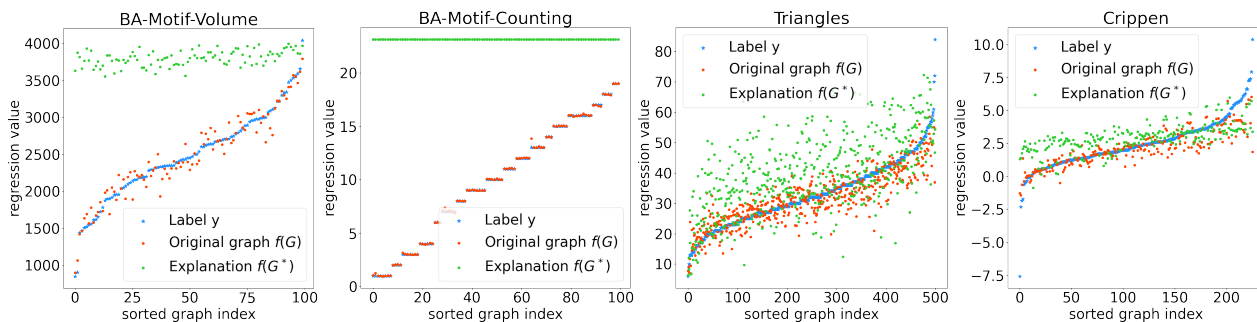 BA-Motif-Volume
4000
3500
3000
2500
2000
1500
1000
regression value
0 25 50 75 100
sorted graph index
Label y
Original graph f(G)
Explanation f(G*)
BA-Motif-Counting
20
15
10
5
0
regression value
0 20 40 60 80 100
sorted graph index
Label y
Original graph f(G)
Explanation f(G*)
Triangles
80
70
60
50
40
30
20
10
regression value
0 100 200 300 400 500
sorted graph index
Label y
Original graph f(G)
Explanation f(G*)
Crippen
10.0
7.5
5.0
2.5
0.0
−2.5
−5.0
−7.5
regression value
0 50 100 150 200
sorted graph index
Label y
Original graph f(G)
Explanation f(G*)